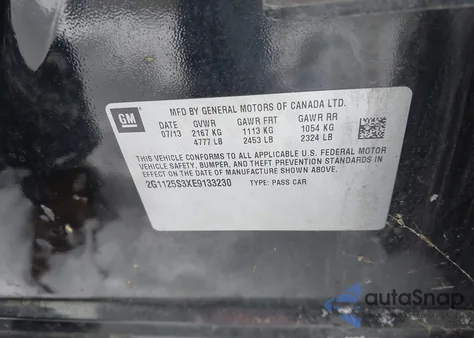 GM
MFD BY GENERAL MOTORS OF CANADA LTD.
DATE GVWR GAWR FRT GAWR RR
07/13 2167 KG 1113 KG 1054 KG
4777 LB 2453 LB 2324 LB
THIS VEHICLE CONFORMS TO ALL APPLICABLE U.S. FEDERAL MOTOR
VEHICLE SAFETY, BUMPER, AND THEFT PREVENTION STANDARDS IN
EFFECT ON THE DATE OF MANUFACTURE SHOWN ABOVE.
2G1125S3XE9133230 TYPE: PASS CAR
autoSnap